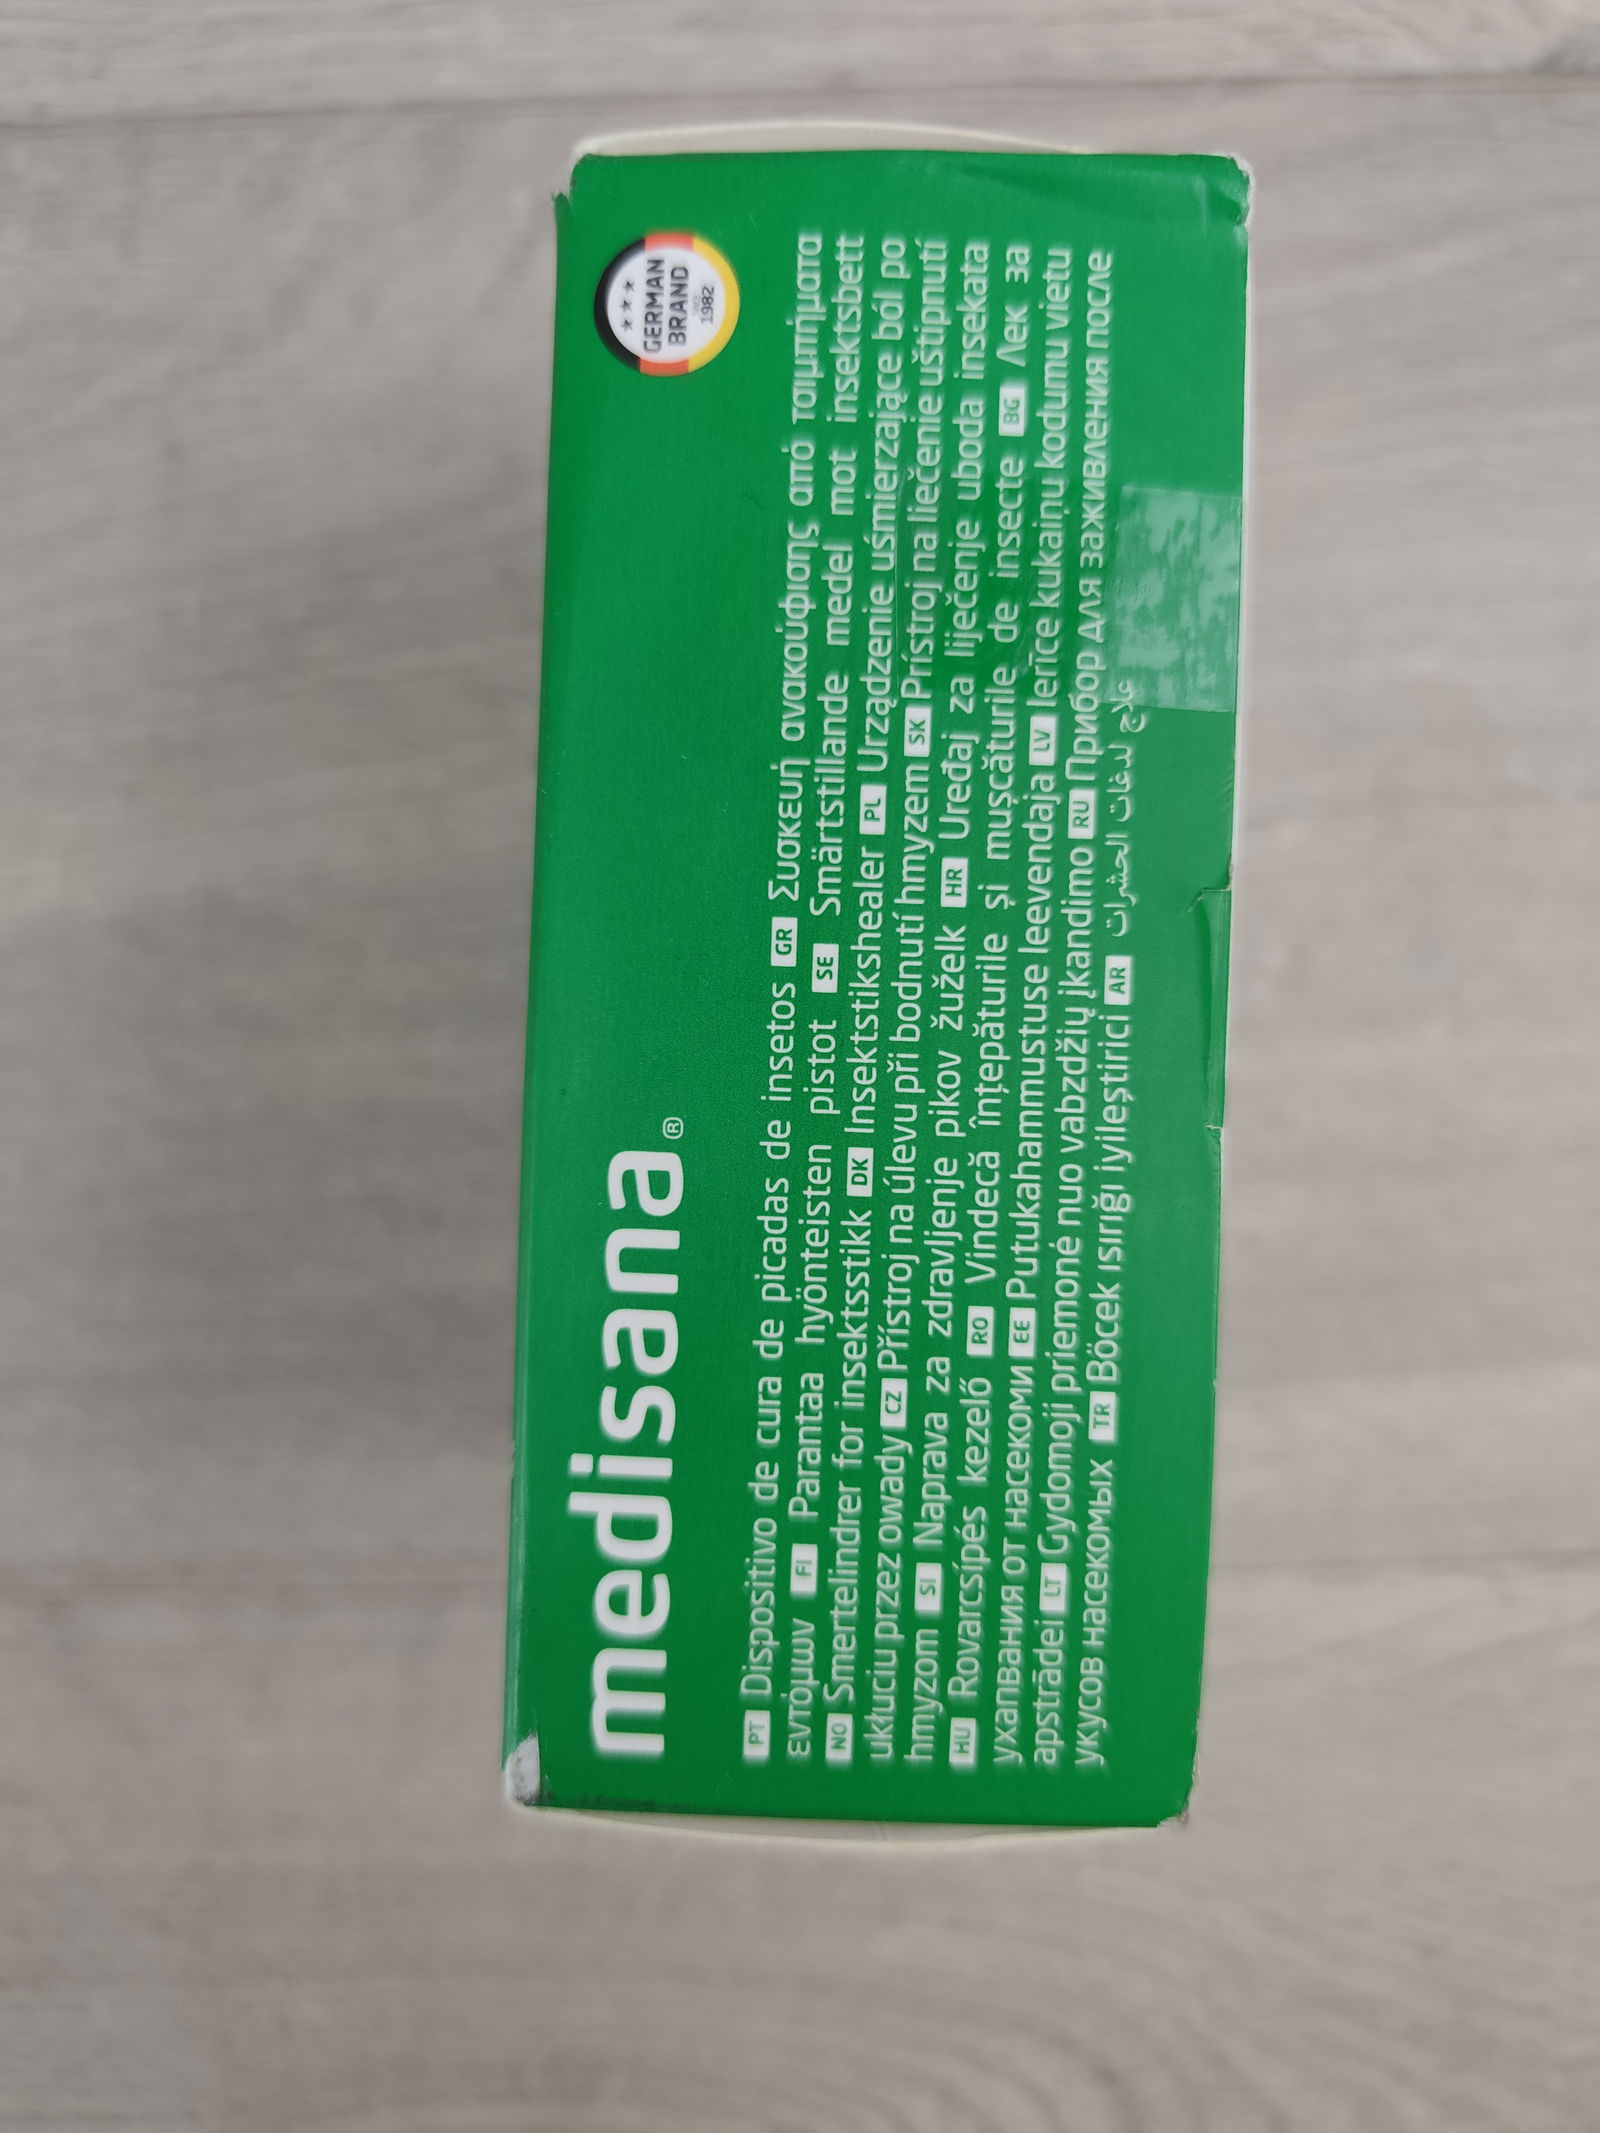 medisana®
★★★
GERMAN
BRAND
SINCE
1982
PT Dispositivo de cura de picadas de insetos GR Συσκευή ανακούφισης από τσιμπήματα
εντόμων FI Parantaa hyönteisten pistot SE Smärtstillande medel mot insektsbett
NO Smertelindrer for insektsstikk DK Insektstikshealer PL Urządzenie uśmierzające ból po
ukłuciu przez owady CZ Přístroj na úlevu při bodnutí hmyzem SK Prístroj na liečenie uštipnutí
hmyzom SI Naprava za zdravljenje pikov žuželk HR Uređaj za liječenje uboda insekata
HU Rovarcsípés kezelő RO Vindecă înțepăturile și mușcăturile de insecte BG Лек за
ухапвания от насекоми EE Putukahammustuse leevendaja LV Ierīce kukaiņu kodumu vietu
apstrādei LT Gydomoji priemonė nuo vabzdžių įkandimo RU Прибор для заживления после
укусов насекомых TR Böcek ısırığı iyileştirici AR علاج لدغات الحشرات